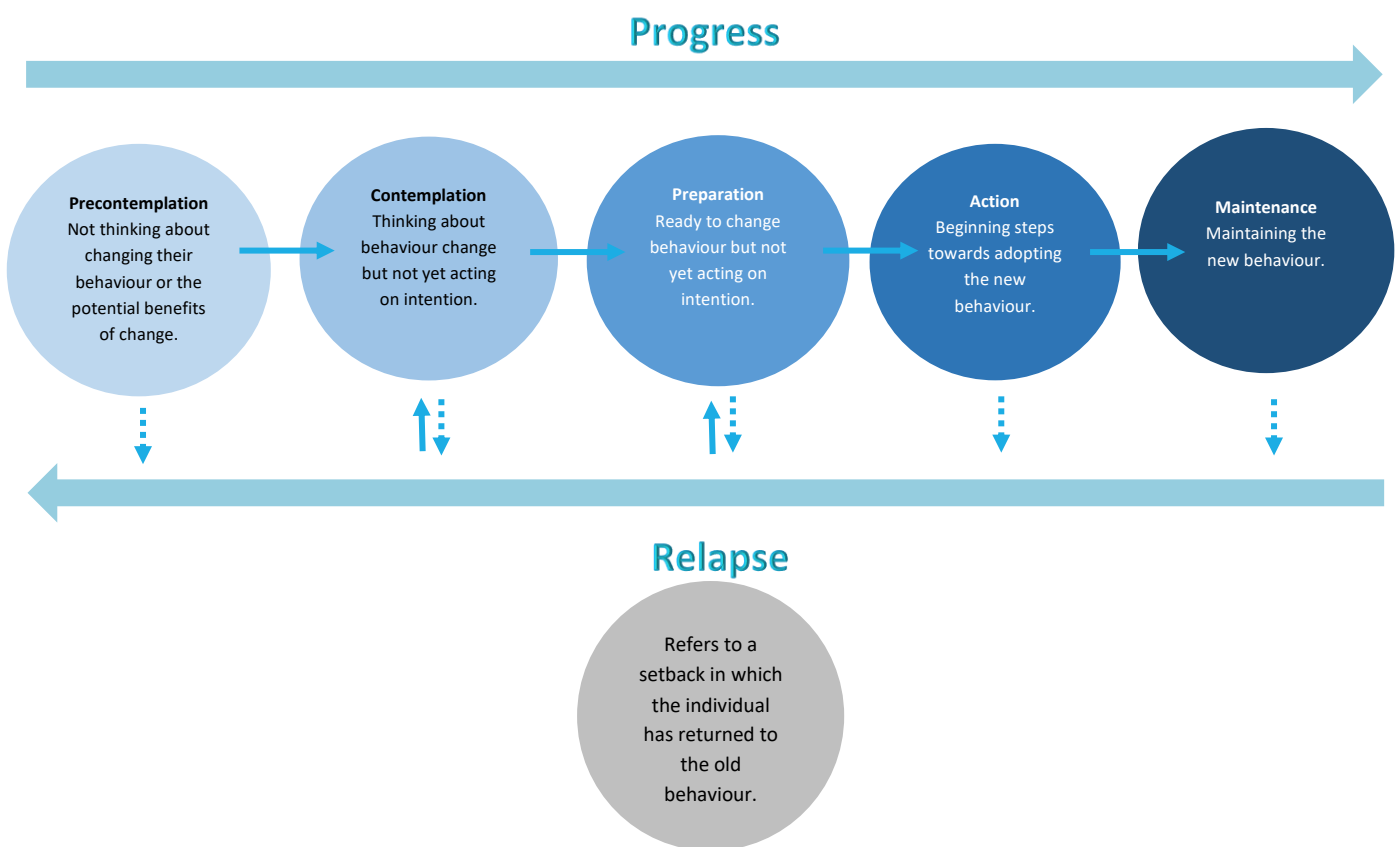 Progress
Precontemplation
Not thinking about
changing their
behaviour or the
potential benefits
of change.
Contemplation
Thinking about
behaviour change
but not yet acting
on intention.
Preparation
Ready to change
behaviour but not
yet acting on
intention.
Action
Beginning steps
towards adopting
the new
behaviour.
Maintenance
Maintaining the
new behaviour.
Relapse
Refers to a
setback in which
the individual
has returned to
the old
behaviour.